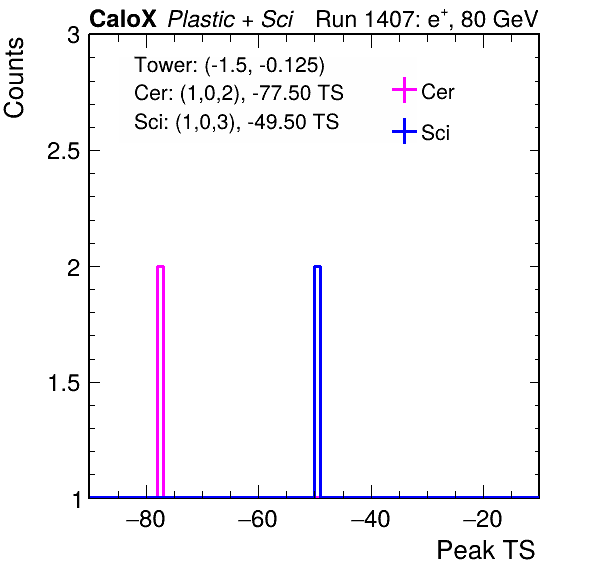 CaloX Plastic + Sci Run 1407: e⁺, 80 GeV
Counts
3
2.5
2
1.5
1
Tower: (-1.5, -0.125)
Cer: (1,0,2), -77.50 TS
Sci: (1,0,3), -49.50 TS
Cer
Sci
−80 −60 −40 −20
Peak TS